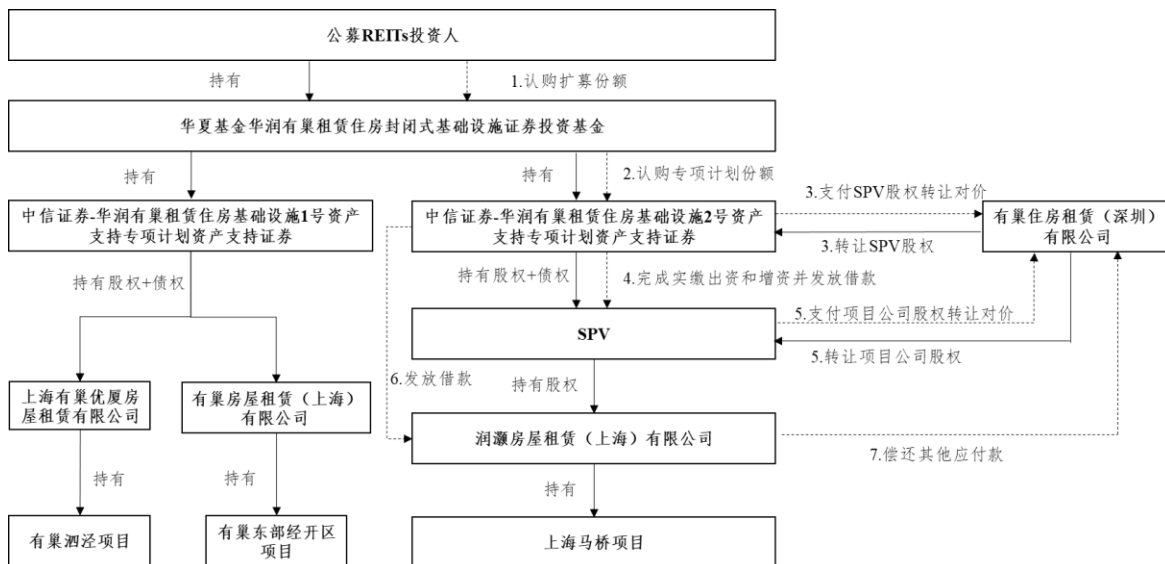 公募REITs投资人
持有
1.认购扩募份额
华夏基金华润有巢租赁住房封闭式基础设施证券投资基金
持有
持有
2.认购专项计划份额
3.支付SPV股权转让对价
中信证券-华润有巢租赁住房基础设施1号资产
支持专项计划资产支持证券
中信证券-华润有巢租赁住房基础设施2号资产
支持专项计划资产支持证券
有巢住房租赁（深圳）
有限公司
3.转让SPV股权
持有股权+债权
持有股权+债权
4.完成实缴出资和增资并发放借款
5.支付项目公司股权转让对价
SPV
5.转让项目公司股权
6.发放借款
持有股权
上海有巢优厦房
屋租赁有限公司
有巢房屋租赁（上海）
有限公司
润灏房屋租赁（上海）有限公司
7.偿还其他应付款
持有
持有
持有
有巢泗泾项目
有巢东部经开区
项目
上海马桥项目